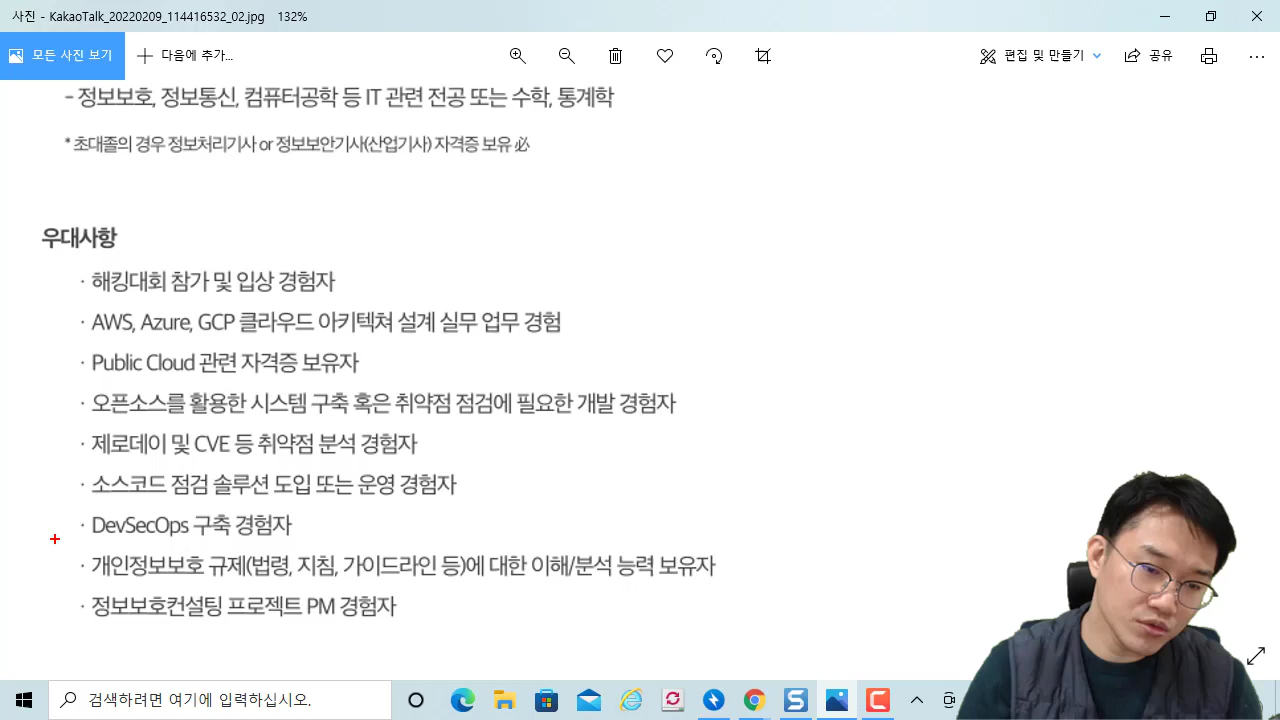 사진 - KakaoTalk_20200209_114416532_02.jpg 132%
모든 사진 보기
다음에 추가...
편집 및 만들기
공유
- 정보보호, 정보통신, 컴퓨터공학 등 IT 관련 전공 또는 수학, 통계학
* 초대졸의 경우 정보처리기사 or 정보보안기사(산업기사) 자격증 보유 必
우대사항
· 해킹대회 참가 및 입상 경험자
· AWS, Azure, GCP 클라우드 아키텍쳐 설계 실무 업무 경험
· Public Cloud 관련 자격증 보유자
· 오픈소스를 활용한 시스템 구축 혹은 취약점 점검에 필요한 개발 경험자
· 제로데이 및 CVE 등 취약점 분석 경험자
· 소스코드 점검 솔루션 도입 또는 운영 경험자
· DevSecOps 구축 경험자
· 개인정보보호 규제(법령, 지침, 가이드라인 등)에 대한 이해/분석 능력 보유자
· 정보보호컨설팅 프로젝트 PM 경험자
검색하려면 여기에 입력하십시오.